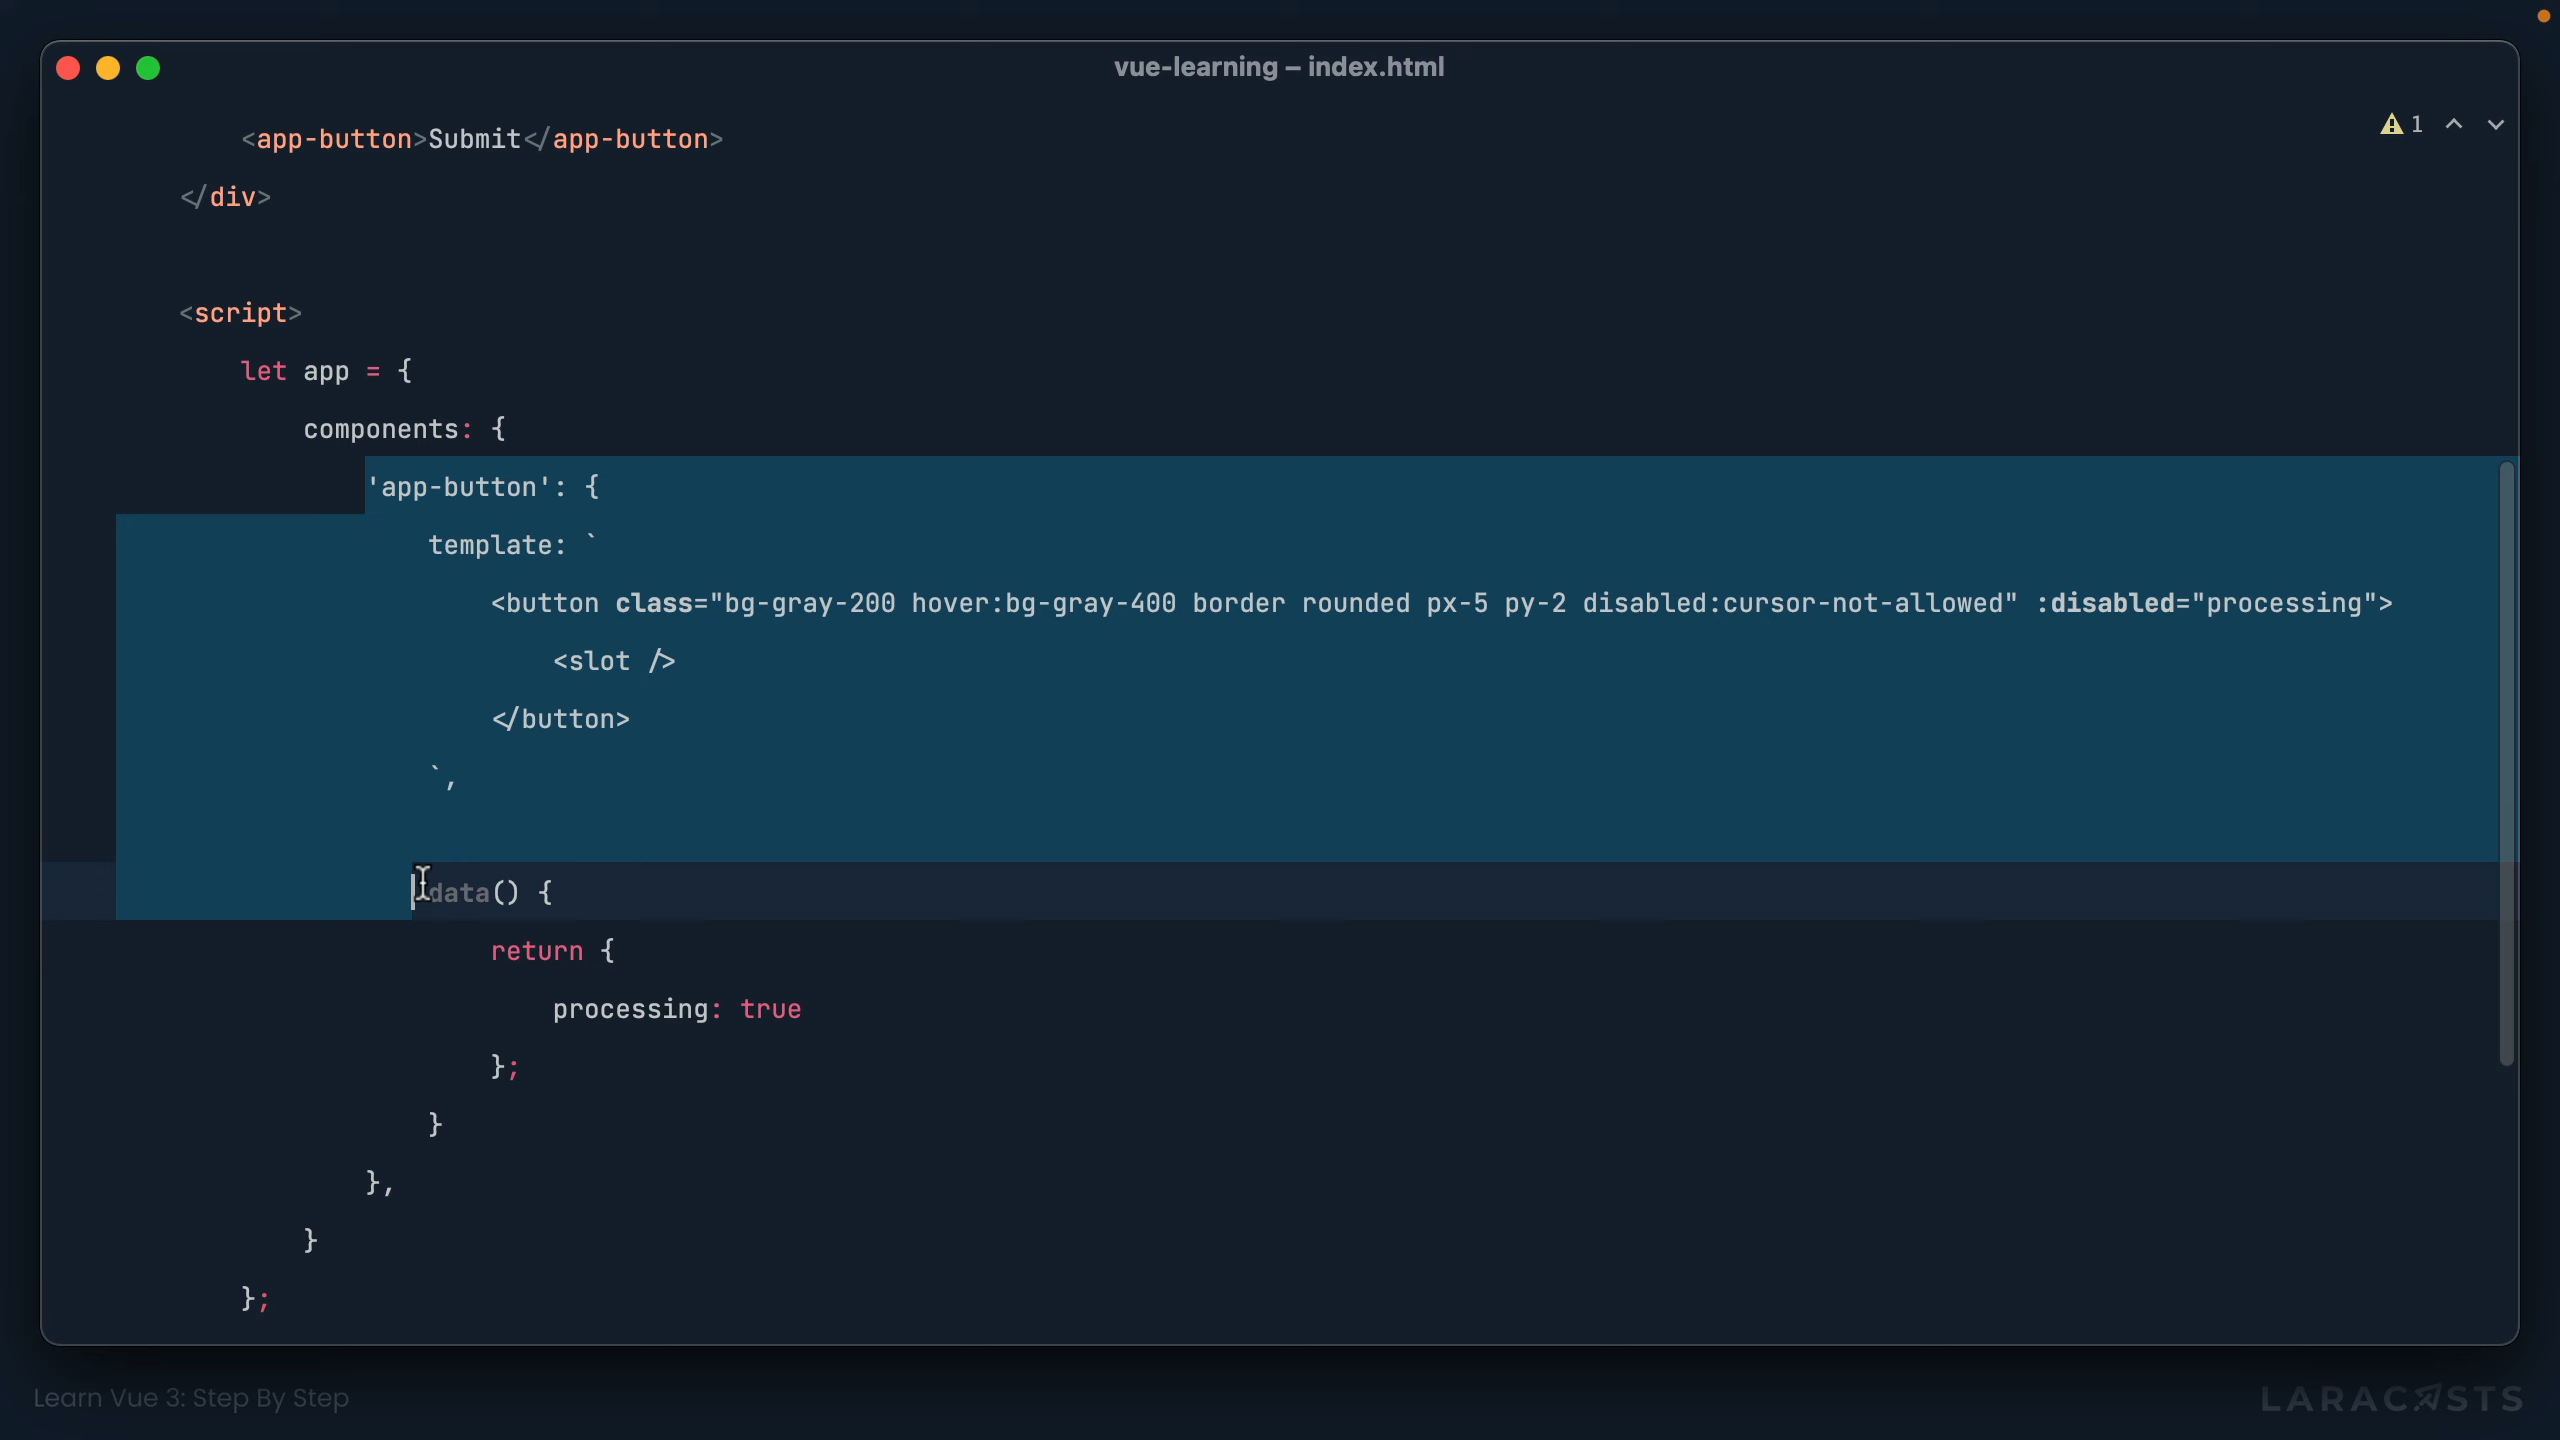 vue-learning – index.html
1
<app-button>Submit</app-button>
</div>
<script>
let app = {
components: {
'app-button': {
template: `
<button class="bg-gray-200 hover:bg-gray-400 border rounded px-5 py-2 disabled:cursor-not-allowed" :disabled="processing">
<slot />
</button>
`,
data() {
return {
processing: true
};
}
},
}
};
Learn Vue 3: Step By Step
LARACASTS